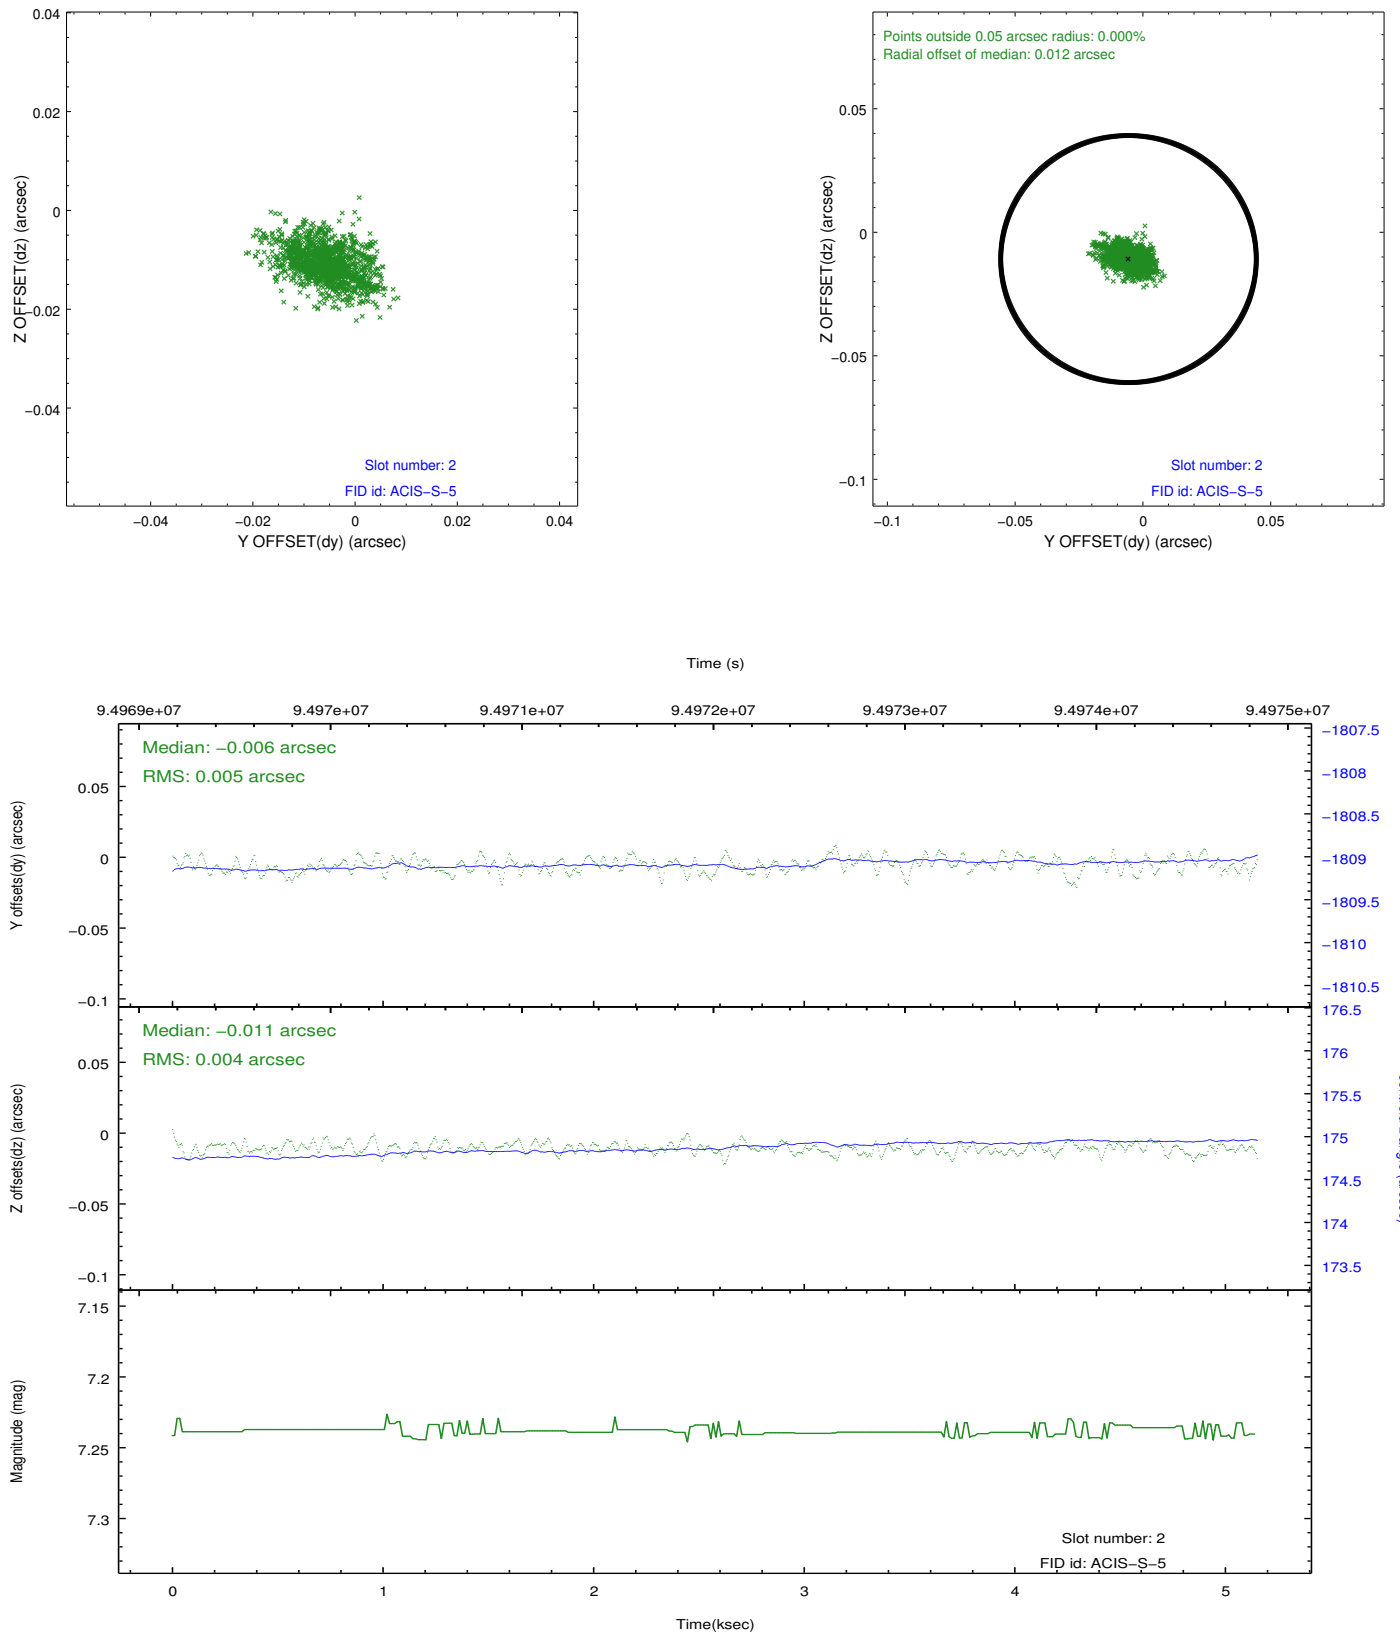 0.04
0.02
0
−0.02
−0.04
Z OFFSET(dz) (arcsec)
Slot number: 2
FID id: ACIS−S−5
−0.04
−0.02
0
0.02
0.04
Y OFFSET(dy) (arcsec)
Points outside 0.05 arcsec radius: 0.000%
Radial offset of median: 0.012 arcsec
0.05
0
−0.05
−0.1
Z OFFSET(dz) (arcsec)
Slot number: 2
FID id: ACIS−S−5
−0.1
−0.05
0
0.05
Y OFFSET(dy) (arcsec)
Time (s)
9.4969e+07
9.497e+07
9.4971e+07
9.4972e+07
9.4973e+07
9.4974e+07
9.4975e+07
Median: −0.006 arcsec
RMS: 0.005 arcsec
Y offsets(dy) (arcsec)
0.05
0
−0.05
−0.1
−1807.5
−1808
−1808.5
−1809
−1809.5
−1810
−1810.5
Median: −0.011 arcsec
RMS: 0.004 arcsec
Z offsets(dz) (arcsec)
0.05
0
−0.05
−0.1
176.5
176
175.5
175
174.5
174
173.5
Magnitude (mag)
7.15
7.2
7.25
7.3
Slot number: 2
FID id: ACIS−S−5
0
1
2
3
4
5
Time(ksec)